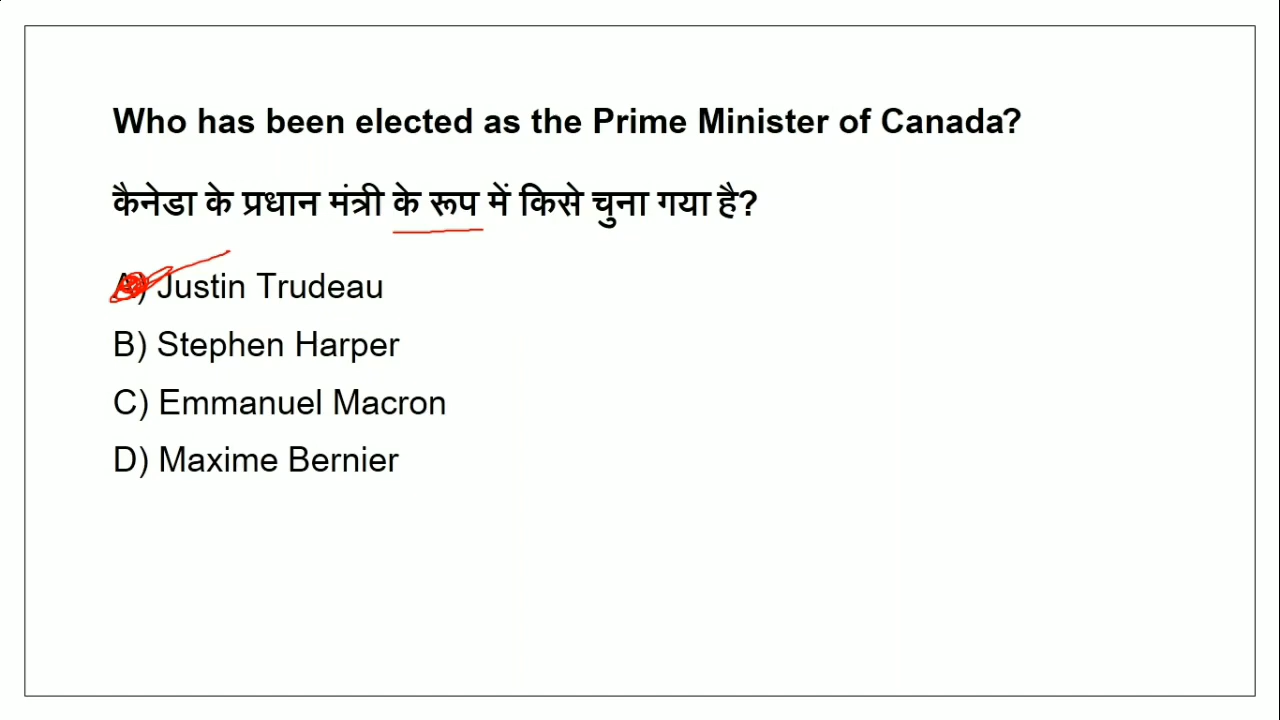 Who has been elected as the Prime Minister of Canada?
कैनेडा के प्रधान मंत्री के रूप में किसे चुना गया है?
A) Justin Trudeau
B) Stephen Harper
C) Emmanuel Macron
D) Maxime Bernier